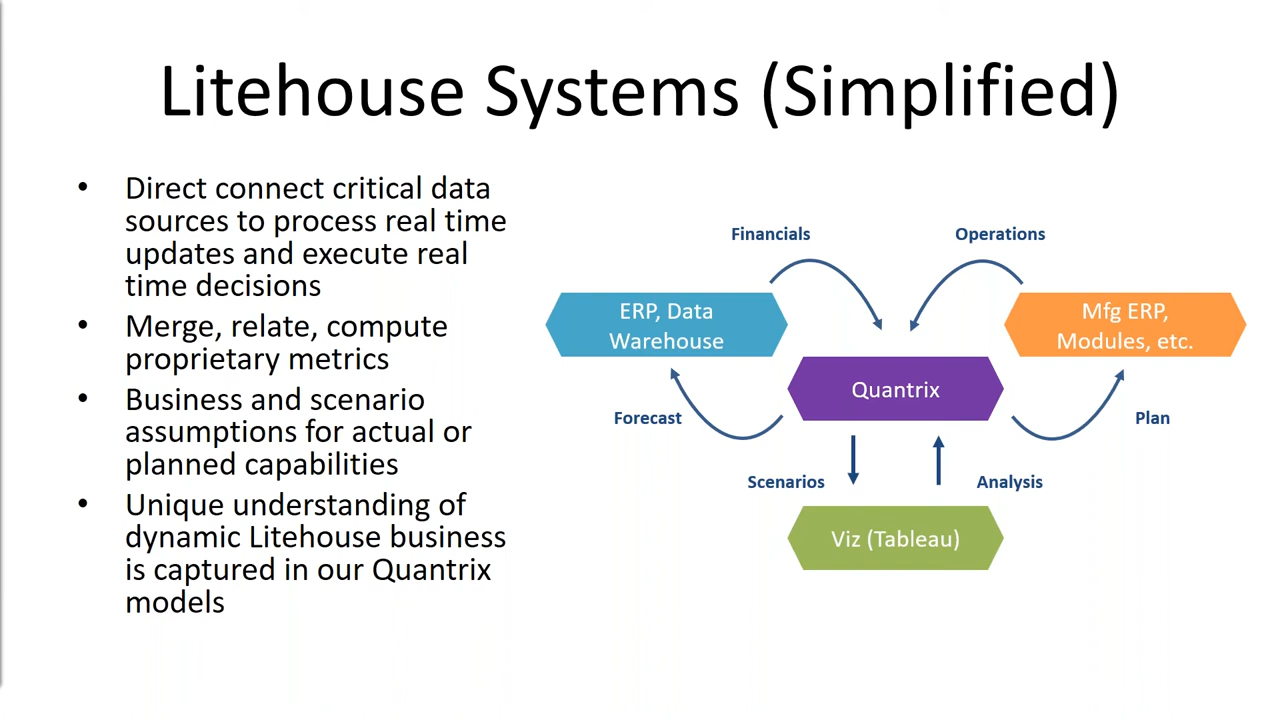 Litehouse Systems (Simplified)
• Direct connect critical data
sources to process real time
updates and execute real
time decisions
• Merge, relate, compute
proprietary metrics
• Business and scenario
assumptions for actual or
planned capabilities
• Unique understanding of
dynamic Litehouse business
is captured in our Quantrix
models
Financials
Operations
ERP, Data
Warehouse
Mfg ERP,
Modules, etc.
Quantrix
Forecast
Plan
Scenarios
Analysis
Viz (Tableau)